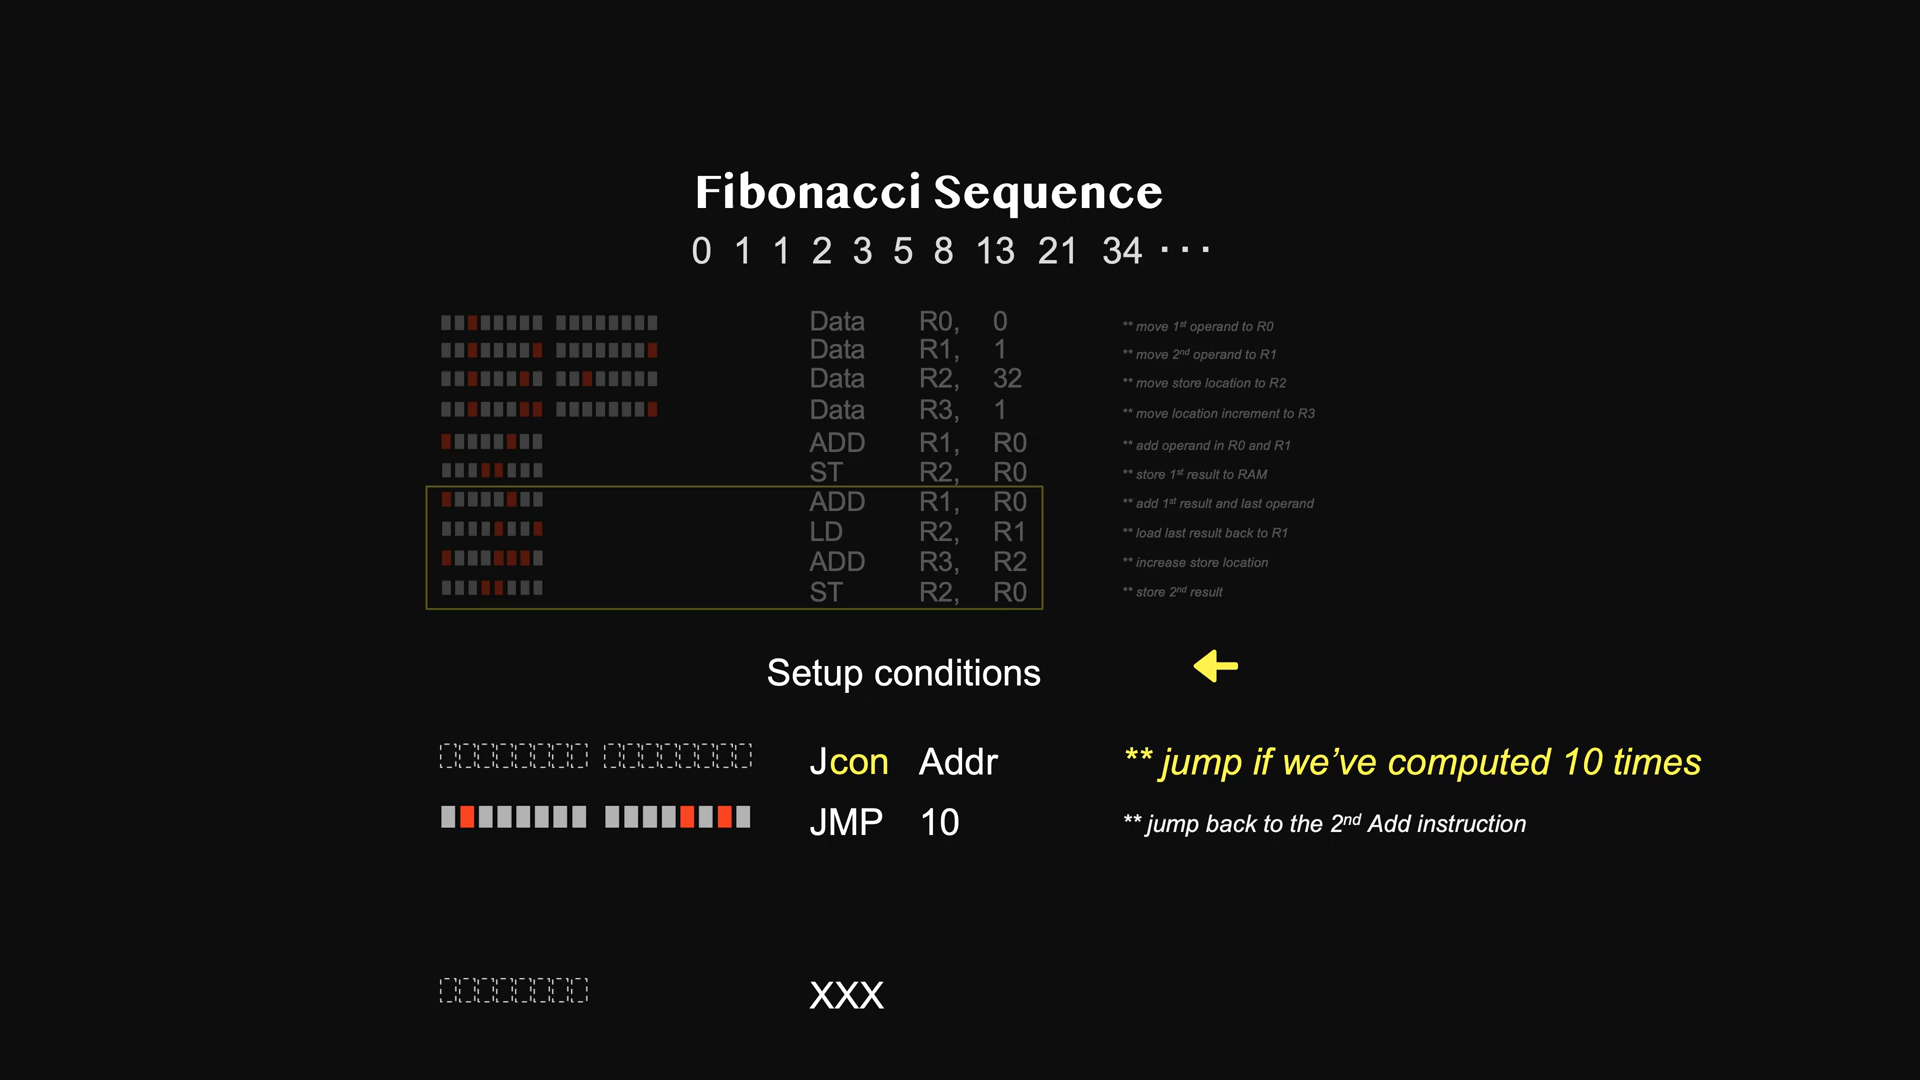 Fibonacci Sequence
0 1 1 2 3 5 8 13 21 34 ···
Data R0, 0 ** move 1st operand to R0
Data R1, 1 ** move 2nd operand to R1
Data R2, 32 ** move store location to R2
Data R3, 1 ** move location increment to R3
ADD R1, R0 ** add operand in R0 and R1
ST R2, R0 ** store 1st result to RAM
ADD R1, R0 ** add 1st result and last operand
LD R2, R1 ** load last result back to R1
ADD R3, R2 ** increase store location
ST R2, R0 ** store 2nd result
Setup conditions
Jcon Addr ** jump if we’ve computed 10 times
JMP 10 ** jump back to the 2nd Add instruction
XXX